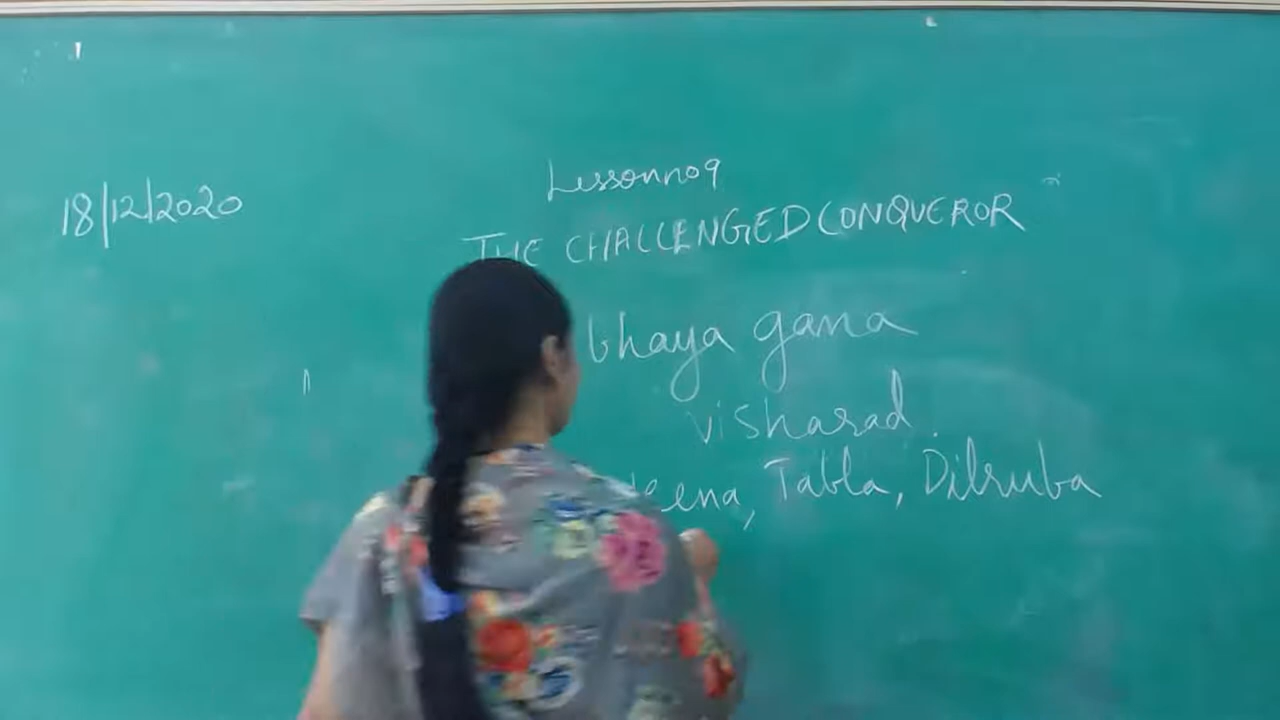 Lesson no 9
18/12/2020
THE CHALLENGED CONQUEROR
bhaya gana
visharad
eena, Tabla, Dilruba